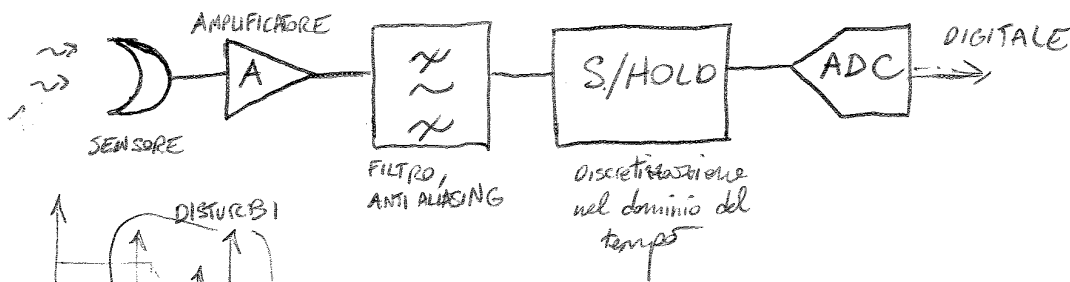 AMPLIFICATORE
DIGITALE
A
S./HOLD
ADC
SENSORE
FILTRO,
ANTI ALIASING
Discretizzazione
nel dominio del
tempo
DISTURBI